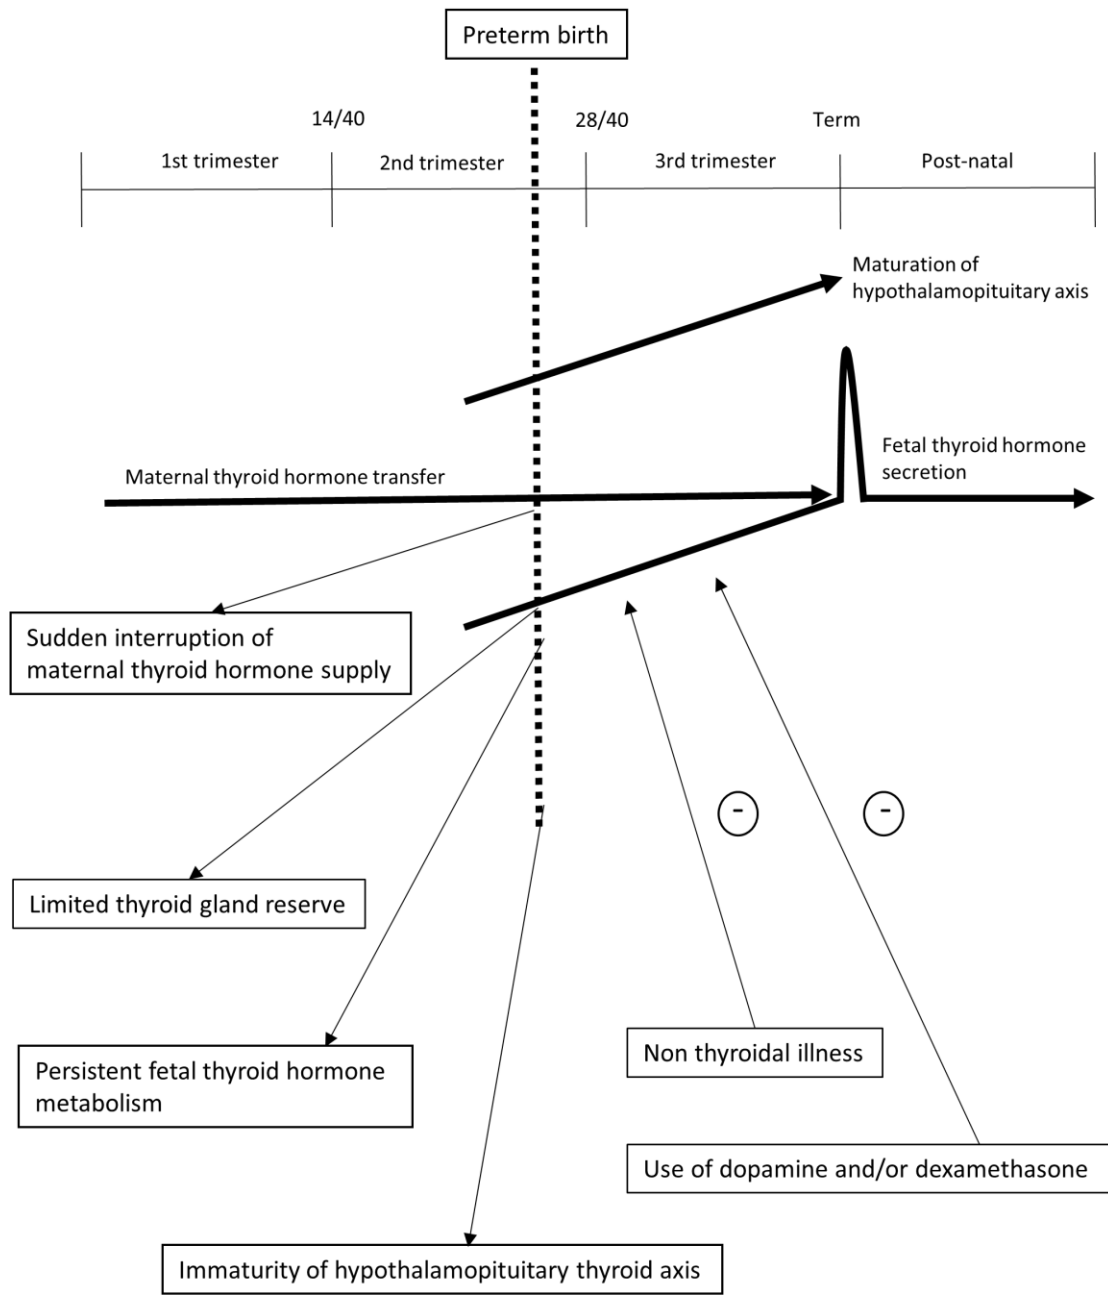 Preterm birth
14/40
28/40
Term
1st trimester
2nd trimester
3rd trimester
Post-natal
Maturation of
hypothalamopituitary axis
Maternal thyroid hormone transfer
Fetal thyroid hormone
secretion
Sudden interruption of
maternal thyroid hormone supply
-
-
Limited thyroid gland reserve
Non thyroidal illness
Persistent fetal thyroid hormone
metabolism
Use of dopamine and/or dexamethasone
Immaturity of hypothalamopituitary thyroid axis